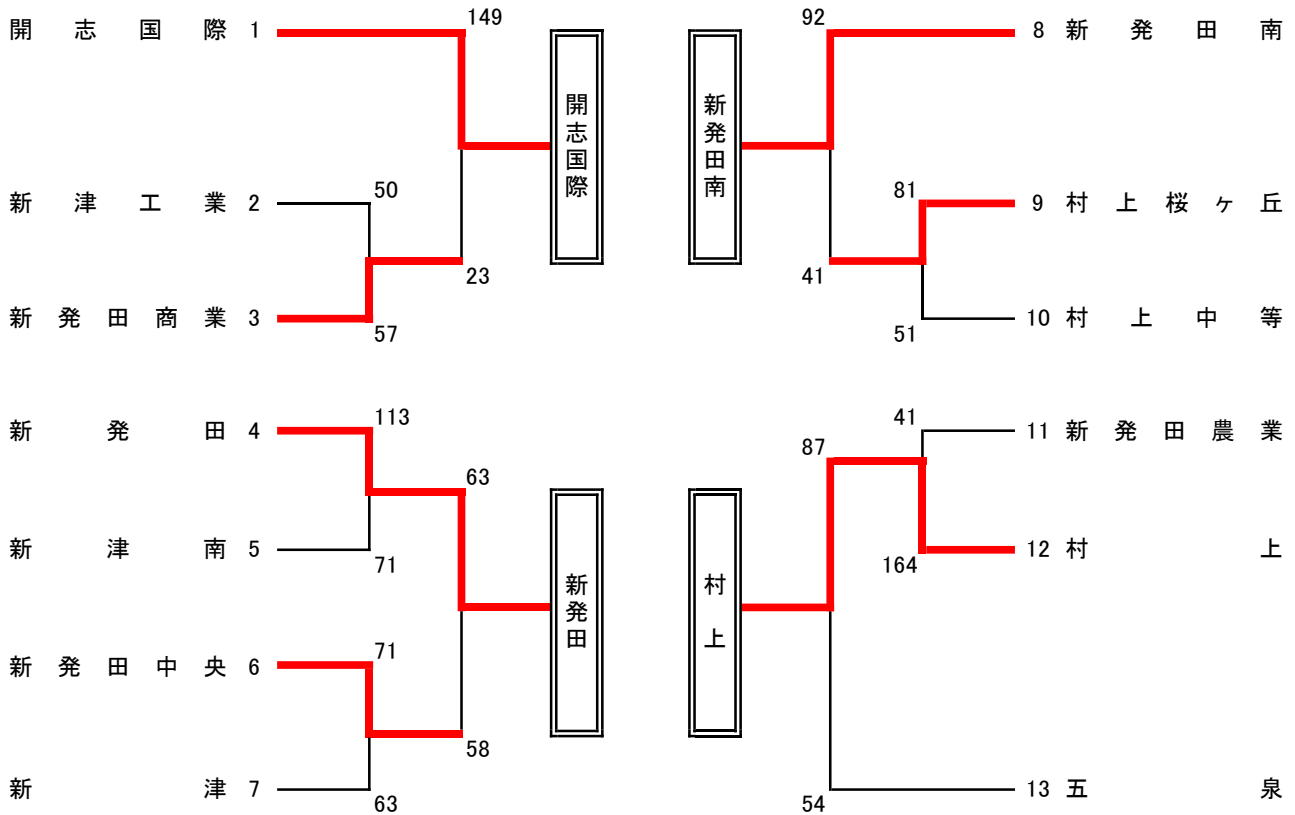 開志国際 1
149
新津工業 2
50
23
新発田商業 3
57
開志国際
新発田 4
113
63
新津南 5
71
新発田中央 6
71
58
新津 7
63
新発田
92
8 新発田南
新発田南
81
9 村上桜ヶ丘
41
10 村上中等
51
41
11 新発田農業
87
12 村上
164
村上
13 五泉
54